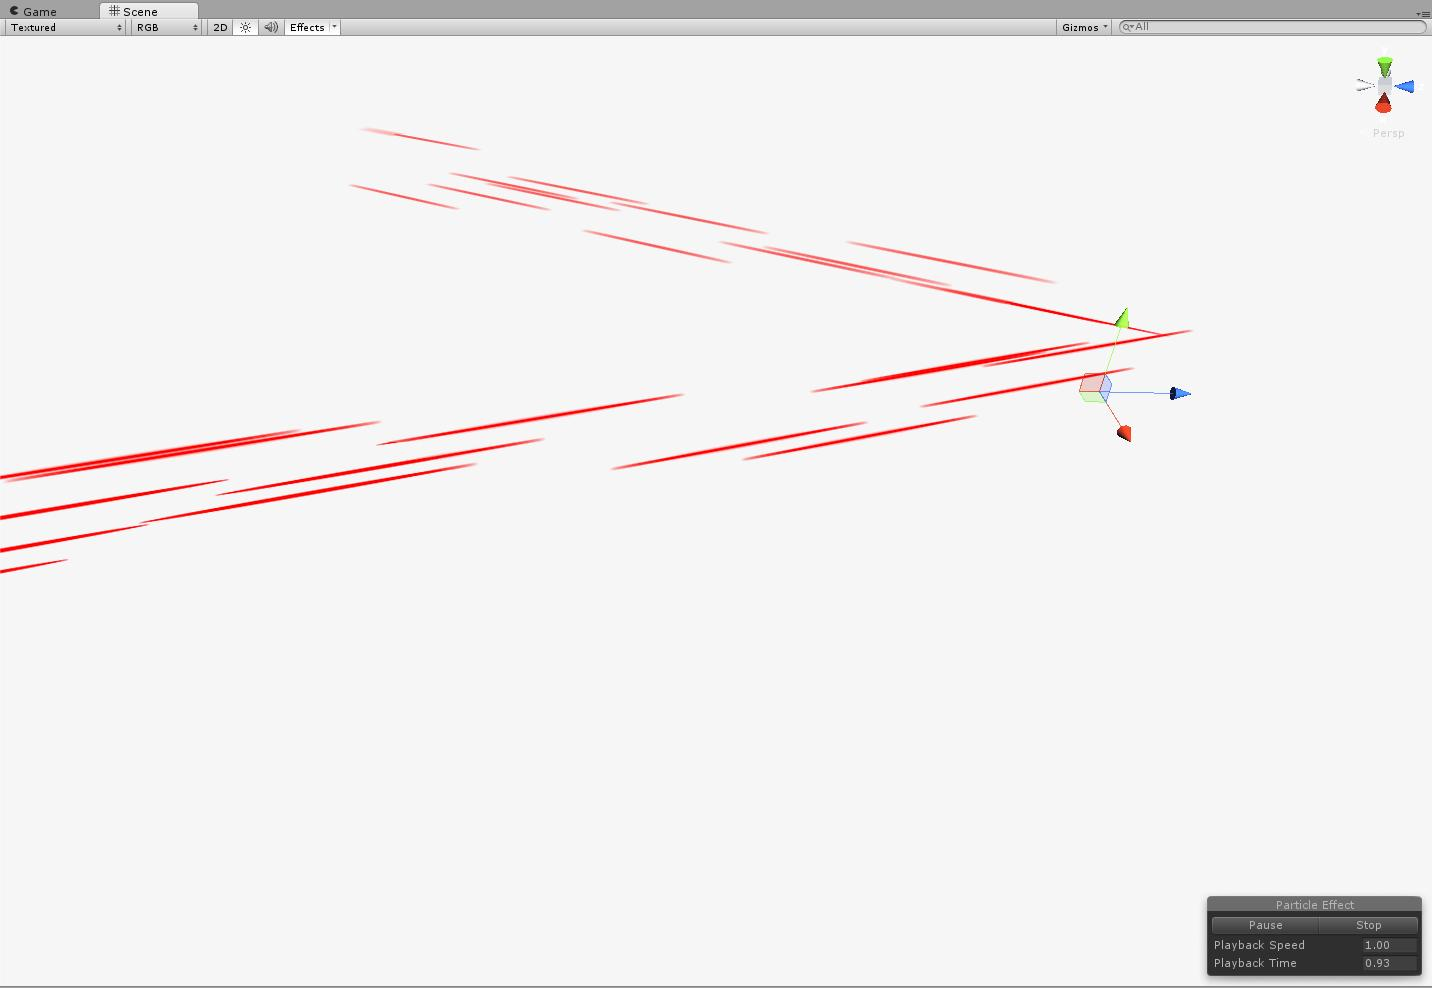 Game Scene
Textured RGB 2D Effects Gizmos All
Persp
Particle Effect
Pause Stop
Playback Speed 1.00
Playback Time 0.93